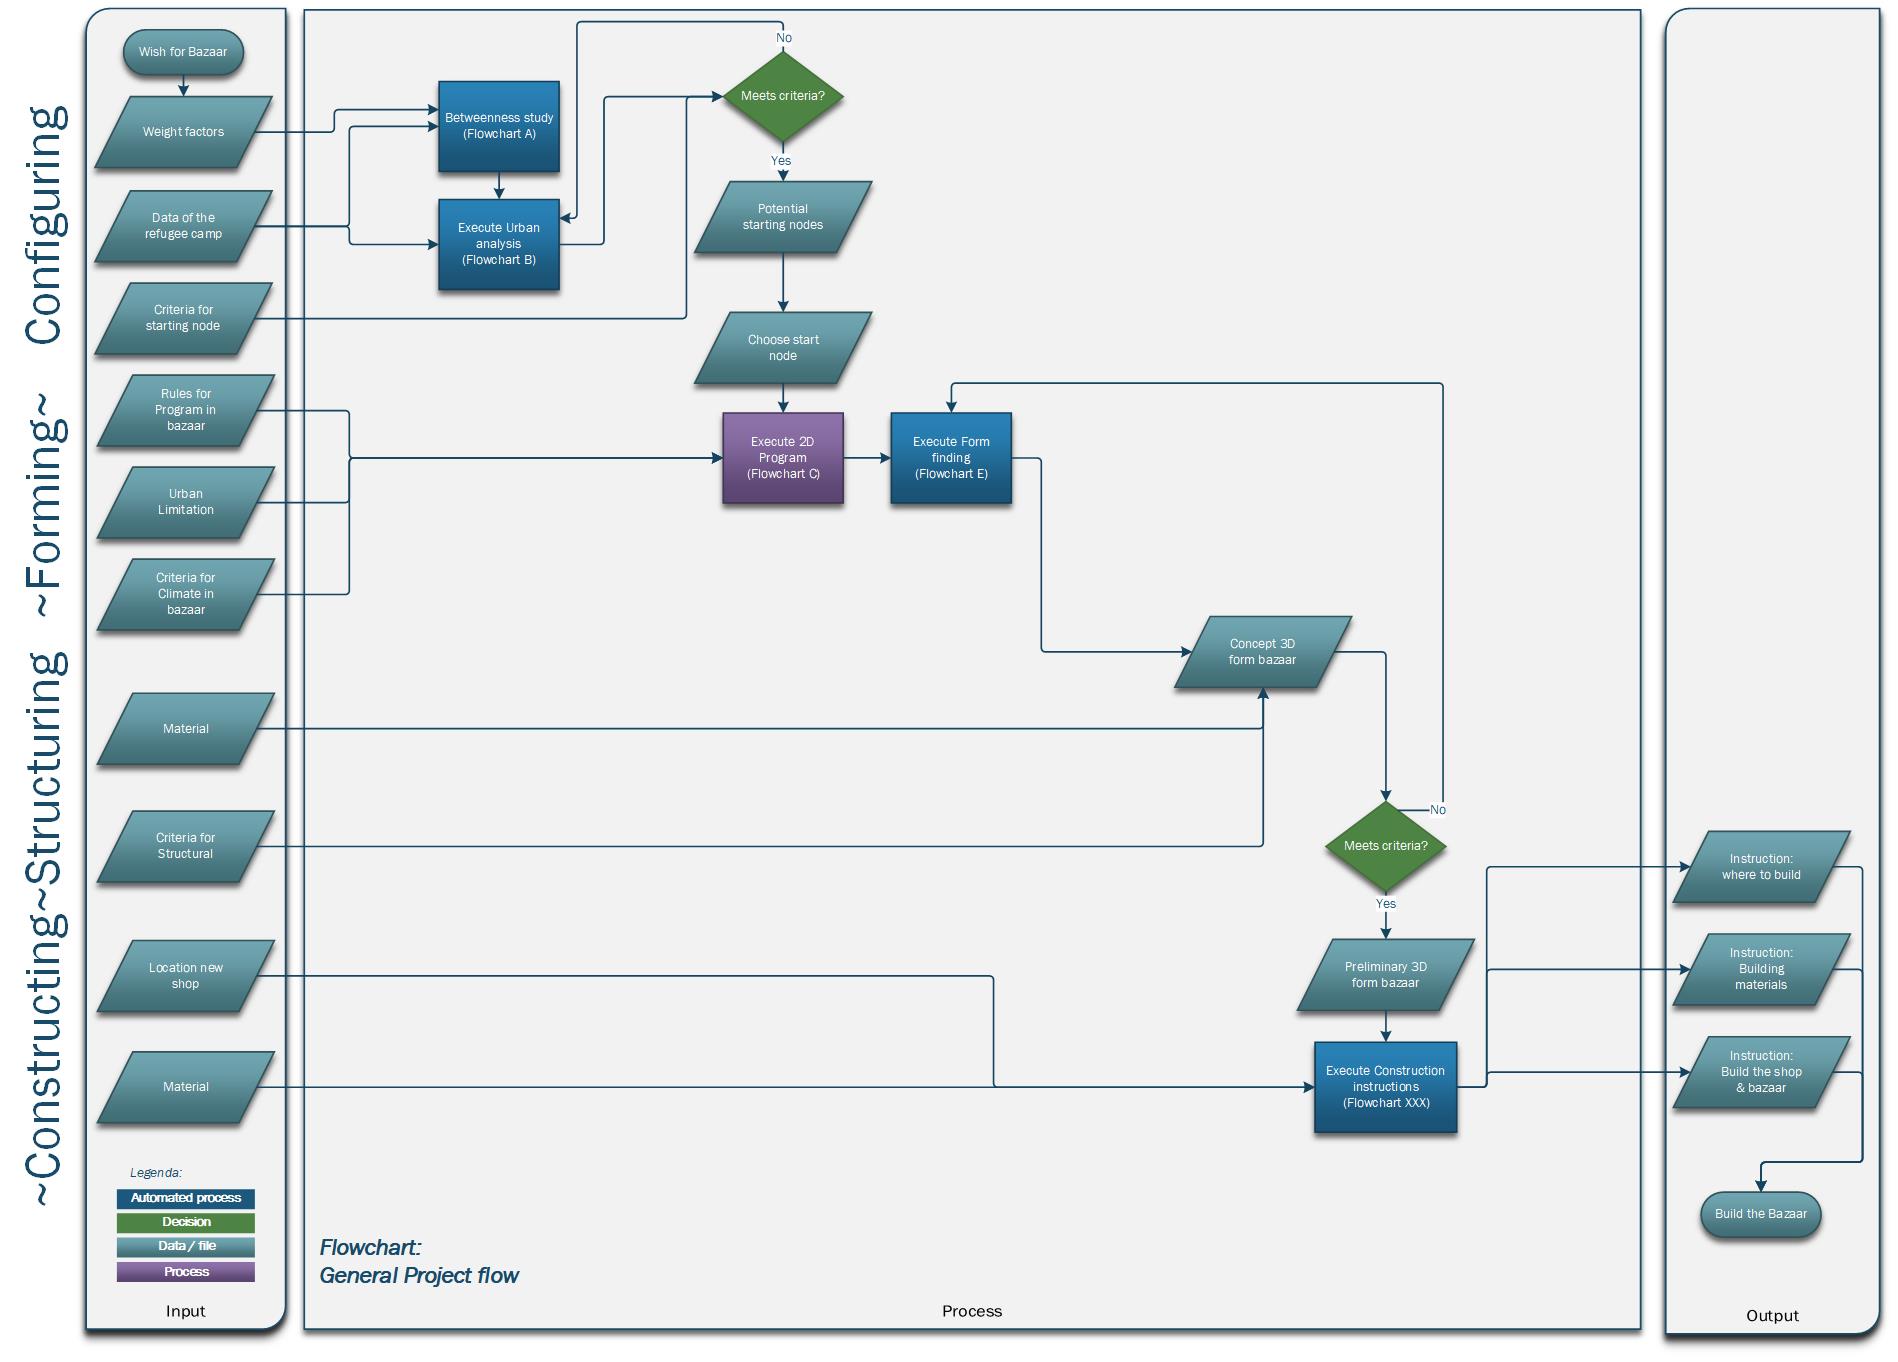 Configuring
~Forming~
~Constructing~Structuring
Wish for Bazaar
Weight factors
Data of the
refugee camp
Criteria for
starting node
Rules for
Program in
bazaar
Urban
Limitation
Criteria for
Climate in
bazaar
Material
Criteria for
Structural
Location new
shop
Material
Legenda:
Automated process
Decision
Data / file
Process
Input
Betweenness study
(Flowchart A)
Execute Urban
analysis
(Flowchart B)
No
Meets criteria?
Yes
Potential
starting nodes
Choose start
node
Execute 2D
Program
(Flowchart C)
Execute Form
finding
(Flowchart E)
Concept 3D
form bazaar
No
Meets criteria?
Yes
Preliminary 3D
form bazaar
Execute Construction
instructions
(Flowchart XXX)
Flowchart:
General Project flow
Process
Instruction:
where to build
Instruction:
Building
materials
Instruction:
Build the shop
& bazaar
Build the Bazaar
Output